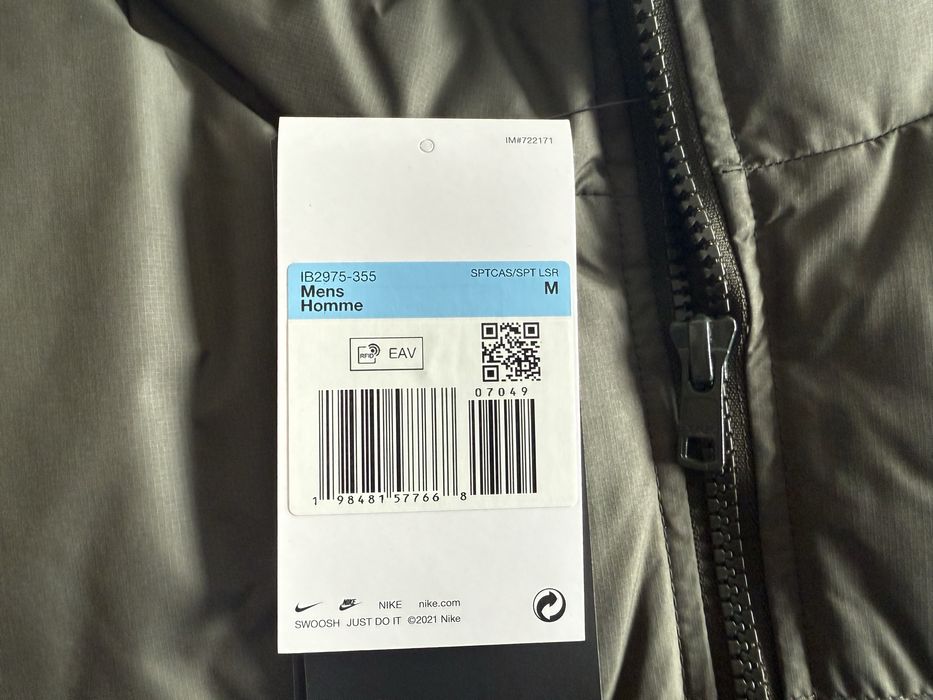 IM#722171
IB2975-355
SPTCAS/SPT LSR
Mens
M
Homme
RFID EAV
07049
1 98481 57766 8
NIKE NIKE nike.com
SWOOSH JUST DO IT ©2021 Nike